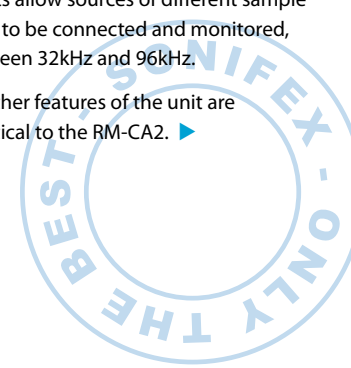 ts allow sources of different sample
to be connected and monitored,
een 32kHz and 96kHz.
her features of the unit are
ical to the RM-CA2.
SONIFEX - ONLY THE BEST -